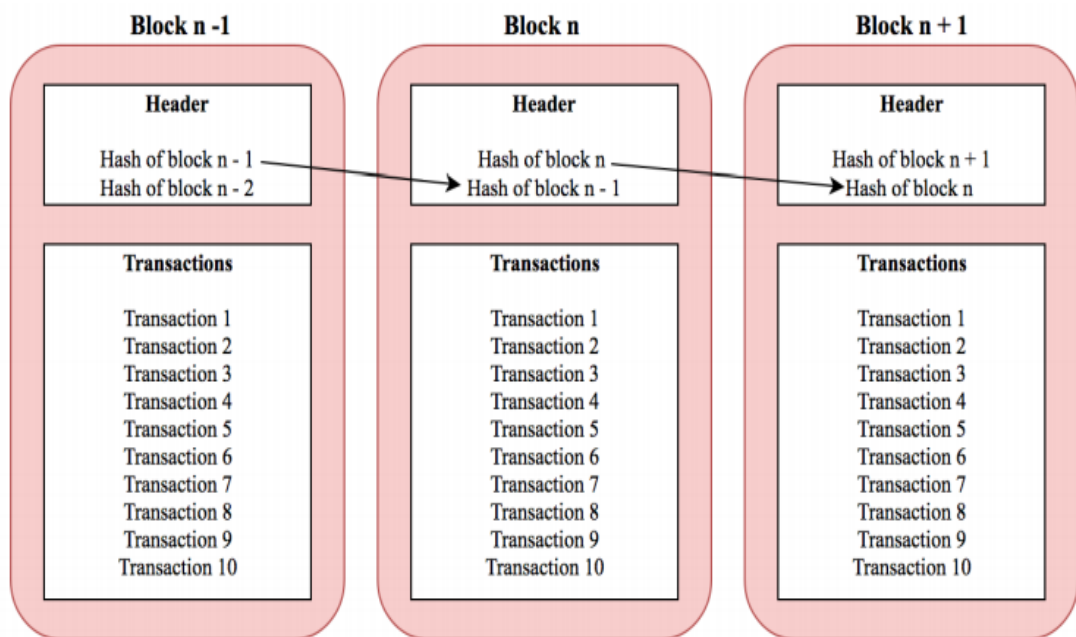 Block n -1
Header
Hash of block n - 1
Hash of block n - 2
Transactions
Transaction 1
Transaction 2
Transaction 3
Transaction 4
Transaction 5
Transaction 6
Transaction 7
Transaction 8
Transaction 9
Transaction 10
Block n
Header
Hash of block n
Hash of block n - 1
Transactions
Transaction 1
Transaction 2
Transaction 3
Transaction 4
Transaction 5
Transaction 6
Transaction 7
Transaction 8
Transaction 9
Transaction 10
Block n + 1
Header
Hash of block n + 1
Hash of block n
Transactions
Transaction 1
Transaction 2
Transaction 3
Transaction 4
Transaction 5
Transaction 6
Transaction 7
Transaction 8
Transaction 9
Transaction 10